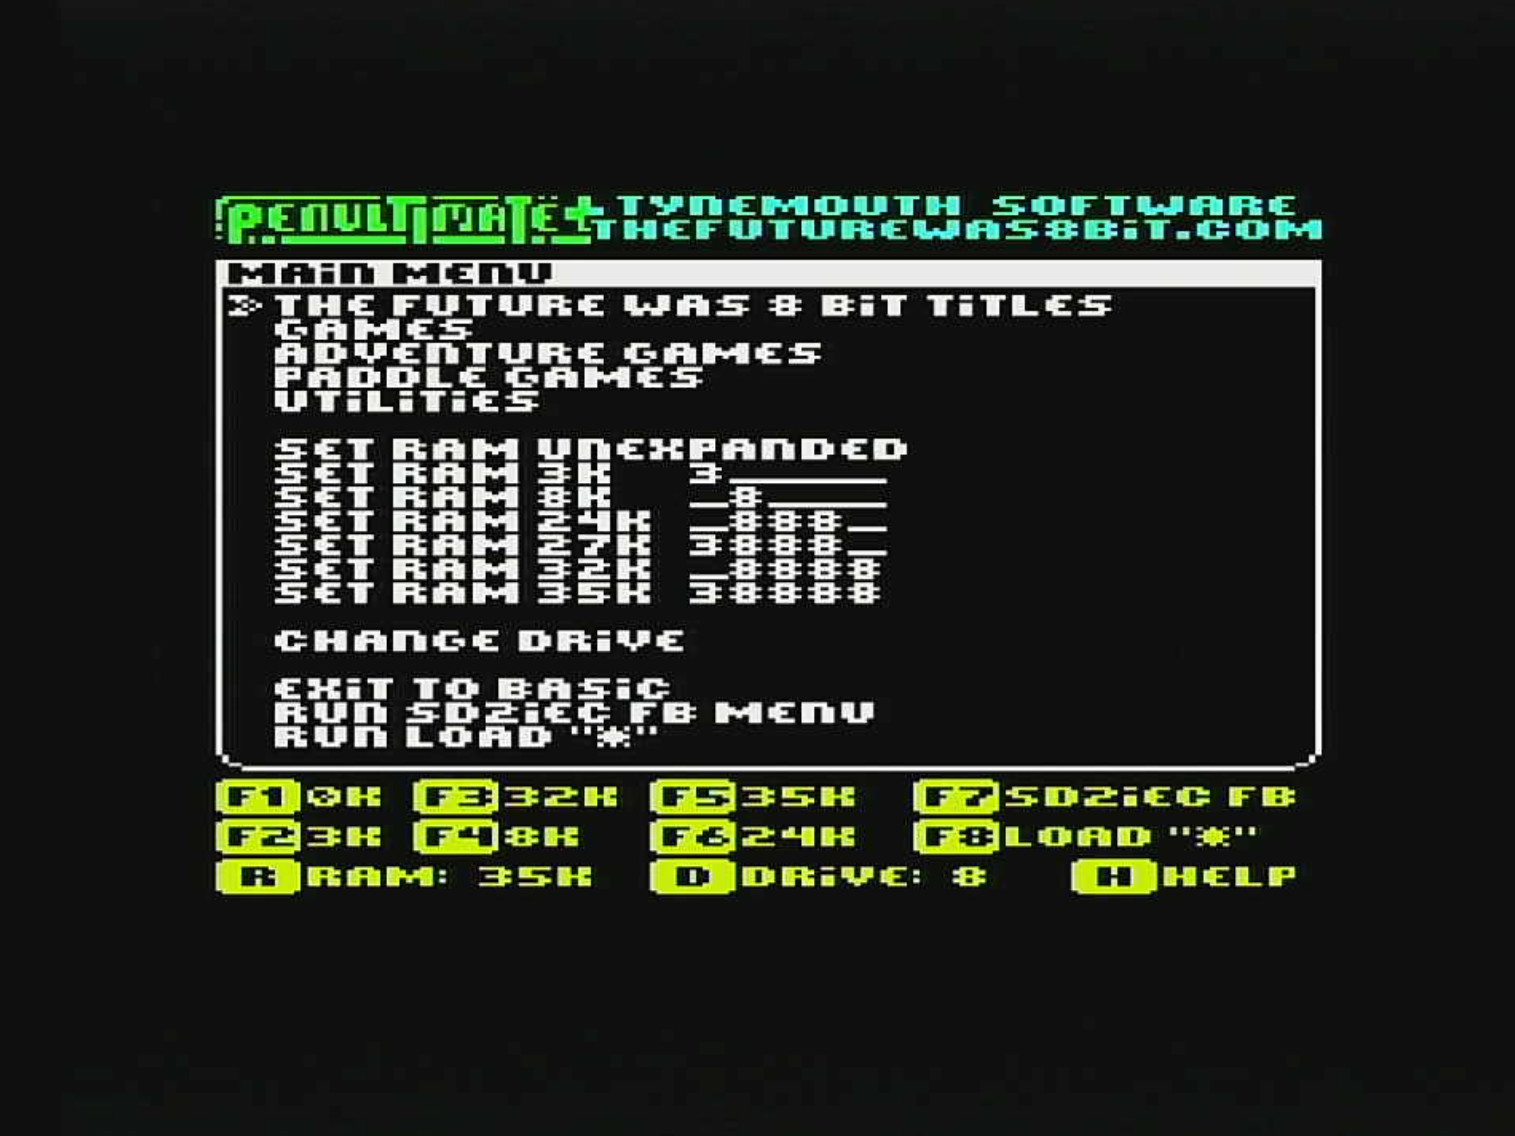 PENULTIMATE+ TYNEMOUTH SOFTWARE
THEFUTUREWAS8BiT.COM
MAiN MENU
THE FUTURE WAS 8 BiT TiTLES
GAMES
ADVENTURE GAMES
PADDLE GAMES
UTiLiTiES
SET RAM UNEXPANDED
SET RAM 3K 3_____
SET RAM 8K _8____
SET RAM 24K _888_
SET RAM 27K 3888_
SET RAM 32K _8888
SET RAM 35K 38888
CHANGE DRiVE
EXiT TO BASiC
RUN SD2iEC FB MENU
RUN LOAD "*"
F1 0K F3 32K F5 35K F7 SD2iEC FB
F2 3K F4 8K F6 24K F8 LOAD "*"
R RAM: 35K D DRiVE: 8 H HELP